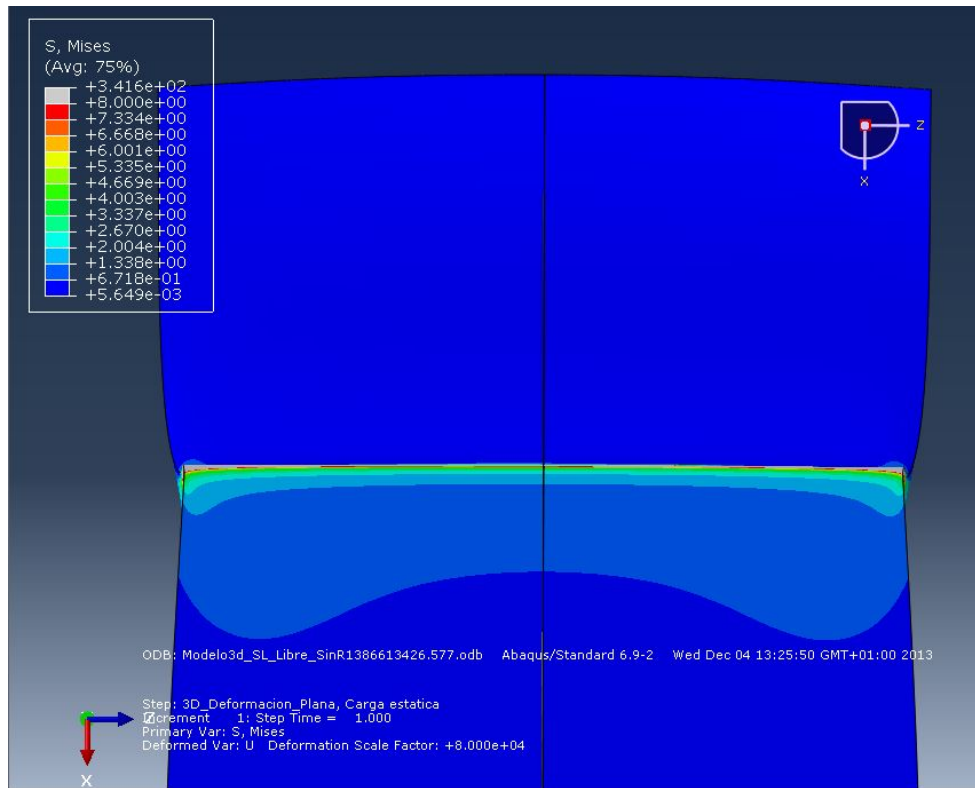 S, Mises
(Avg: 75%)
+3.416e+02
+8.000e+00
+7.334e+00
+6.668e+00
+6.001e+00
+5.335e+00
+4.669e+00
+4.003e+00
+3.337e+00
+2.670e+00
+2.004e+00
+1.338e+00
+6.718e-01
+5.649e-03
Z
X
ODB: Modelo3d_SL_Libre_SinR1386613426.577.odb Abaqus/Standard 6.9-2 Wed Dec 04 13:25:50 GMT+01:00 2013
Step: 3D_Deformacion_Plana, Carga estatica
Z
Increment 1: Step Time = 1.000
Primary Var: S, Mises
Deformed Var: U Deformation Scale Factor: +8.000e+04
X